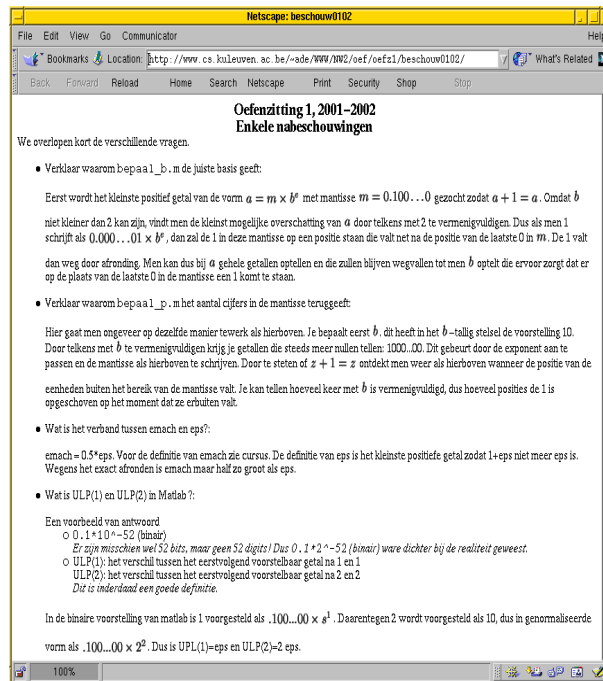 Netscape: beschouw0102
File Edit View Go Communicator Help
Bookmarks Location: http://www.cs.kuleuven.ac.be/~ade/WWW/NW2/oef/oefz1/beschouw0102/ What's Related
Back Forward Reload Home Search Netscape Print Security Shop Stop
Oefenzitting 1, 2001-2002
Enkele nabeschouwingen
We overlopen kort de verschillende vragen.
• Verklaar waarom bepaal_b.m de juiste basis geeft:
Eerst wordt het kleinste positief getal van de vorm a = m × b^e met mantisse m = 0.100...0 gezocht zodat a + 1 = a. Omdat b
niet kleiner dan 2 kan zijn, vindt men de kleinst mogelijke overschatting van a door telkens met 2 te vermenigvuldigen. Dus als men 1
schrijft als 0.000...01 × b^e, dan zal de 1 in deze mantisse op een positie staan die valt net na de positie van de laatste 0 in m. De 1 valt
dan weg door afronding. Men kan dus bij a gehele getallen optellen en die zullen blijven wegvallen tot men b optelt die ervoor zorgt dat er
op de plaats van de laatste 0 in de mantisse een 1 komt te staan.
• Verklaar waarom bepaal_p.m het aantal cijfers in de mantisse teruggeeft:
Hier gaat men ongeveer op dezelfde manier tewerk als hierboven. Je bepaalt eerst b. dit heeft in het b-tallig stelsel de voorstelling 10.
Door telkens met b te vermenigvuldigen krijg je getallen die steeds meer nullen tellen: 1000...00. Dit gebeurt door de exponent aan te
passen en de mantisse als hierboven te schrijven. Door te steten of z + 1 = z ontdekt men weer als hierboven wanneer de positie van de
eenheden buiten het bereik van de mantisse valt. Je kan tellen hoeveel keer met b is vermenigvuldigd, dus hoeveel posities de 1 is
opgeschoven op het moment dat ze erbuiten valt.
• Wat is het verband tussen emach en eps?:
emach = 0.5*eps. Voor de definitie van emach zie cursus. De definitie van eps is het kleinste positiefe getal zodat 1+eps niet meer eps is.
Wegens het exact afronden is emach maar half zo groot als eps.
• Wat is ULP(1) en ULP(2) in Matlab?:
Een voorbeeld van antwoord
○ 0.1*10^-52 (binair)
Er zijn misschien wel 52 bits, maar geen 52 digits! Dus 0.1*2^-52 (binair) ware dichter bij de realiteit geweest.
○ ULP(1): het verschil tussen het eerstvolgend voorstelbaar getal na 1 en 1
ULP(2): het verschil tussen het eerstvolgend voorstelbaar getal na 2 en 2
Dit is inderdaad een goede definitie.
In de binaire voorstelling van matlab is 1 voorgesteld als .100...00 × s^1. Daarentegen 2 wordt voorgesteld als 10, dus in genormaliseerde
vorm als .100...00 × 2^2. Dus is UPL(1)=eps en ULP(2)=2 eps.
100%